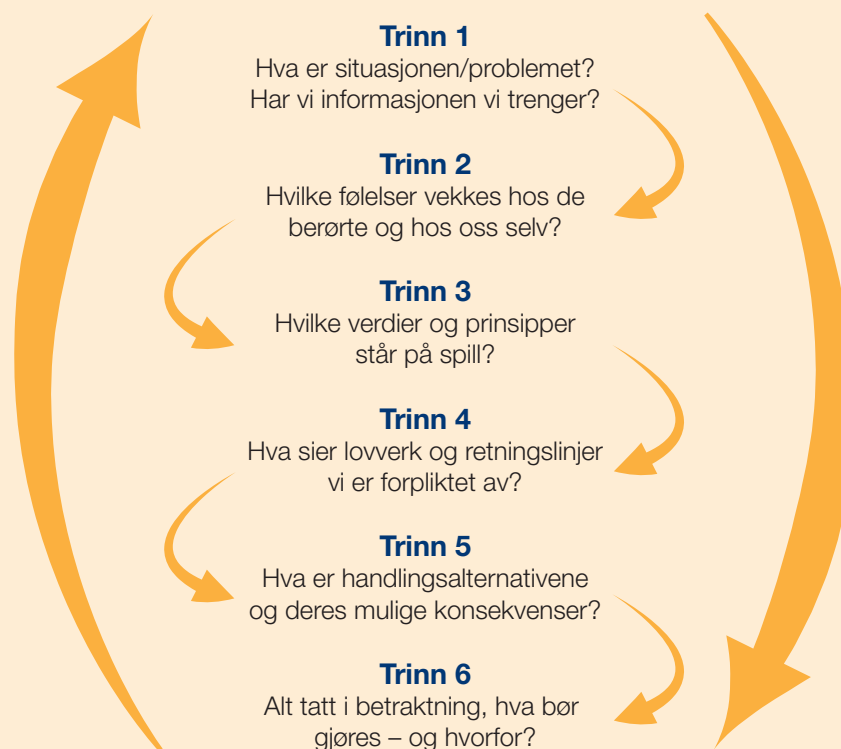 Trinn 1
Hva er situasjonen/problemet?
Har vi informasjonen vi trenger?
Trinn 2
Hvilke følelser vekkes hos de
berørte og hos oss selv?
Trinn 3
Hvilke verdier og prinsipper
står på spill?
Trinn 4
Hva sier lovverk og retningslinjer
vi er forpliktet av?
Trinn 5
Hva er handlingsalternativene
og deres mulige konsekvenser?
Trinn 6
Alt tatt i betraktning, hva bør
gjøres – og hvorfor?